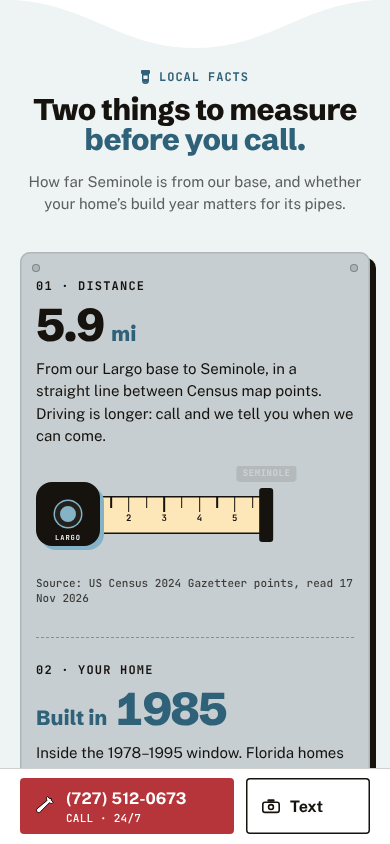 LOCAL FACTS
Two things to measure
before you call.
How far Seminole is from our base, and whether
your home's build year matters for its pipes.
01 · DISTANCE
5.9 mi
From our Largo base to Seminole, in a
straight line between Census map points.
Driving is longer: call and we tell you when we
can come.
SEMINOLE
2 3 4 5
LARGO
Source: US Census 2024 Gazetteer points, read 17
Nov 2026
02 · YOUR HOME
Built in 1985
Inside the 1978–1995 window. Florida homes
(727) 512-0673
CALL · 24/7
Text